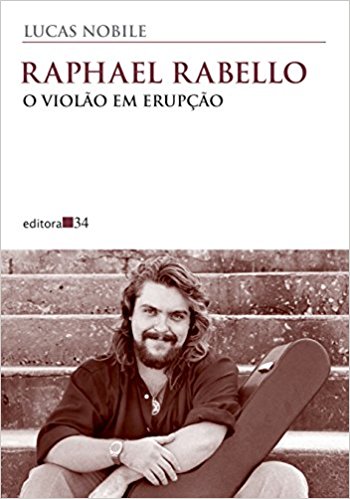 LUCAS NOBILE
RAPHAEL RABELLO
O VIOLÃO EM ERUPÇÃO
editora 34